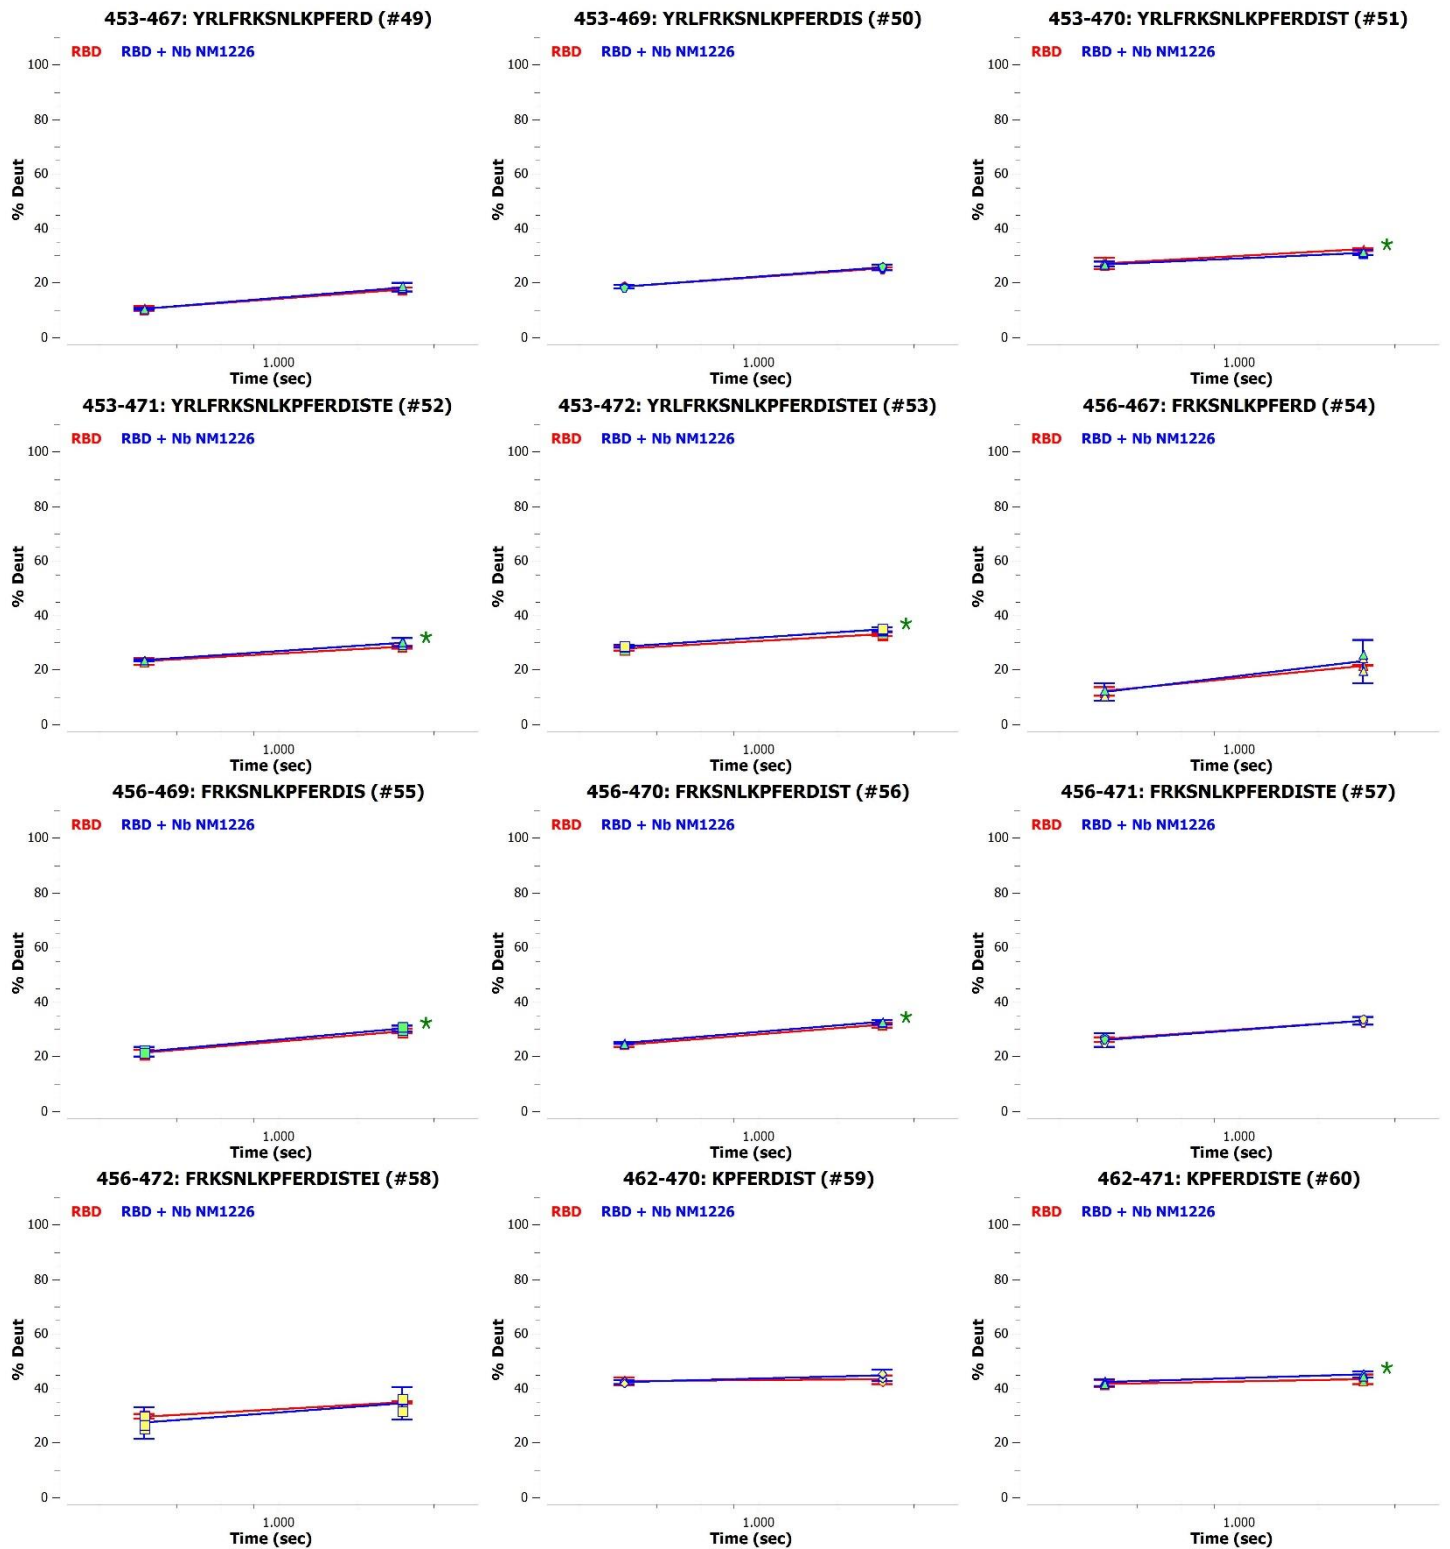 453-467: YRLFRKSNLKPFERD (#49)
RBD RBD + Nb NM1226
100
80
60
40
20
0
% Deut
1.000
Time (sec)
453-469: YRLFRKSNLKPFERDIS (#50)
RBD RBD + Nb NM1226
100
80
60
40
20
0
% Deut
1.000
Time (sec)
453-470: YRLFRKSNLKPFERDIST (#51)
RBD RBD + Nb NM1226
100
80
60
40
20
0
% Deut
*
1.000
Time (sec)
453-471: YRLFRKSNLKPFERDISTE (#52)
RBD RBD + Nb NM1226
100
80
60
40
20
0
% Deut
*
1.000
Time (sec)
453-472: YRLFRKSNLKPFERDISTEI (#53)
RBD RBD + Nb NM1226
100
80
60
40
20
0
% Deut
*
1.000
Time (sec)
456-467: FRKSNLKPFERD (#54)
RBD RBD + Nb NM1226
100
80
60
40
20
0
% Deut
1.000
Time (sec)
456-469: FRKSNLKPFERDIS (#55)
RBD RBD + Nb NM1226
100
80
60
40
20
0
% Deut
*
1.000
Time (sec)
456-470: FRKSNLKPFERDIST (#56)
RBD RBD + Nb NM1226
100
80
60
40
20
0
% Deut
*
1.000
Time (sec)
456-471: FRKSNLKPFERDISTE (#57)
RBD RBD + Nb NM1226
100
80
60
40
20
0
% Deut
1.000
Time (sec)
456-472: FRKSNLKPFERDISTEI (#58)
RBD RBD + Nb NM1226
100
80
60
40
20
0
% Deut
1.000
Time (sec)
462-470: KPFERDIST (#59)
RBD RBD + Nb NM1226
100
80
60
40
20
0
% Deut
1.000
Time (sec)
462-471: KPFERDISTE (#60)
RBD RBD + Nb NM1226
100
80
60
40
20
0
% Deut
*
1.000
Time (sec)